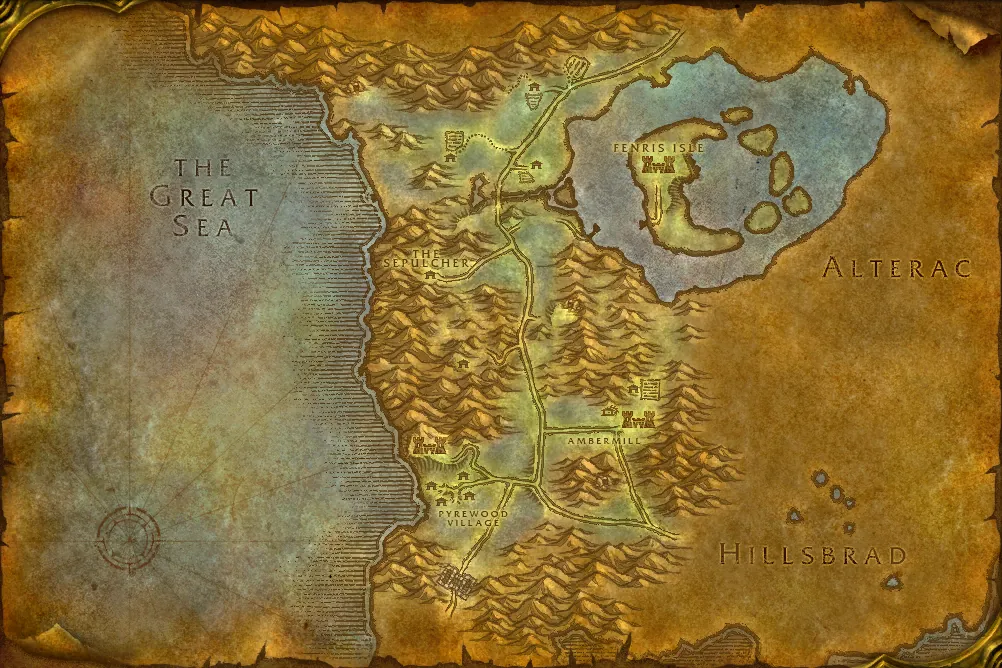 FENRIS ISLE
THE
GREAT
SEA
THE
SEPULCHER
ALTERAC
AMBERMILL
PYREWOOD
VILLAGE
HILLSBRAD